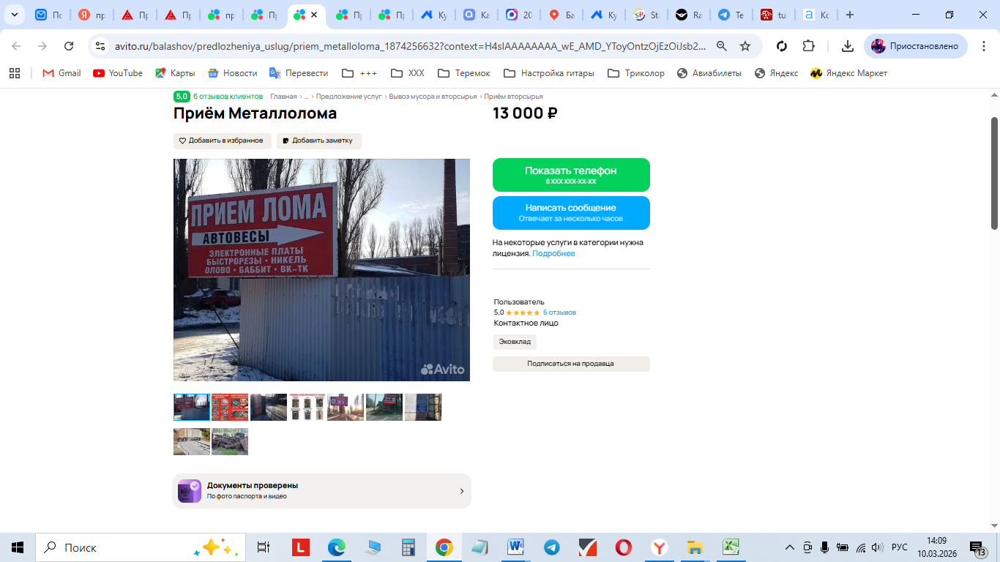 По
пр
Пр
Пр
пр
Пр
Пр
Пр
Ку
Ка
20
Ба
Ку
St
Ra
Те
tu
Кс
avito.ru/balashov/predlozheniya_uslug/priem_metalloloma_1874256632?context=H4sIAAAAAAAA_wE_AMD_YToyOntzOjEzOiJsb2...
Приостановлено
Gmail
YouTube
Карты
Новости
Перевести
+++
XXX
Теремок
Настройка гитары
Триколор
Авиабилеты
Яндекс
Яндекс Маркет
5,0 6 отзывов клиентов Главная › ... › Предложение услуг › Вывоз мусора и вторсырья › Приём вторсырья
Приём Металлолома
13 000 ₽
Добавить в избранное
Добавить заметку
ПРИЕМ ЛОМА
АВТОВЕСЫ
ЭЛЕКТРОННЫЕ ПЛАТЫ
БЫСТРОРЕЗЫ • НИКЕЛЬ
ОЛОВО • БАББИТ • ВК-ТК
Avito
Показать телефон
8 XXX XXX-XX-XX
Написать сообщение
Отвечает за несколько часов
На некоторые услуги в категории нужна
лицензия. Подробнее
Пользователь
5,0 6 отзывов
Контактное лицо
Эковклад
Подписаться на продавца
Документы проверены
По фото паспорта и видео
Поиск
L
РУС
14:09
10.03.2026
13